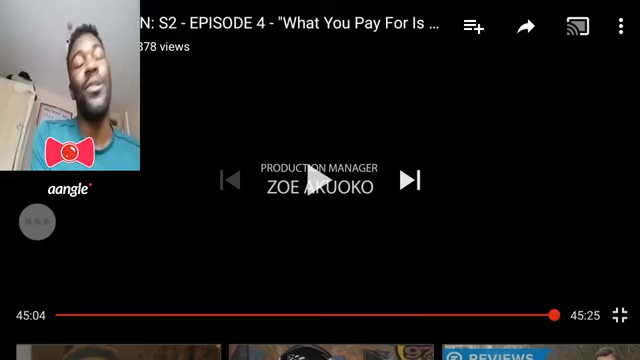 N: S2 - EPISODE 4 - "What You Pay For Is ...
378 views
PRODUCTION MANAGER
ZOE AKUOKO
aangle
45:04
45:25
REVIEWS